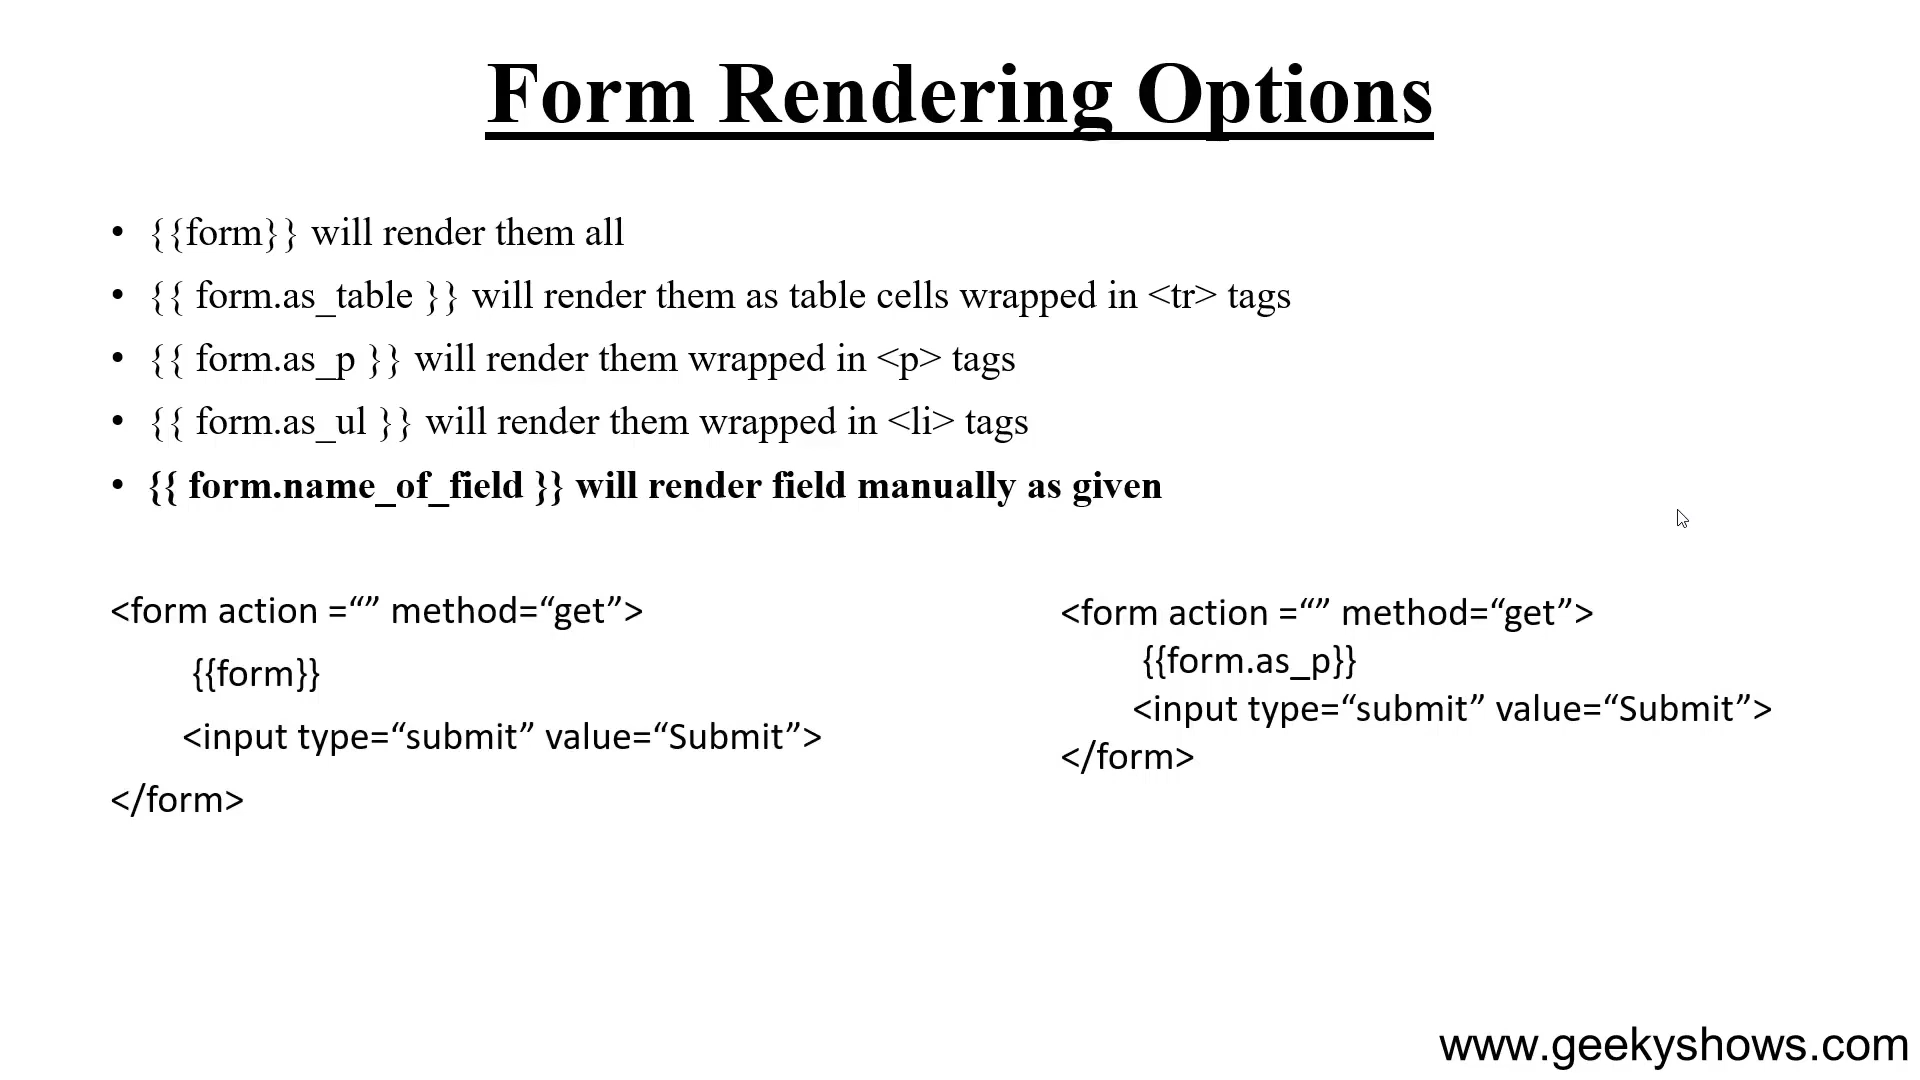 Form Rendering Options
• {{form}} will render them all
• {{ form.as_table }} will render them as table cells wrapped in <tr> tags
• {{ form.as_p }} will render them wrapped in <p> tags
• {{ form.as_ul }} will render them wrapped in <li> tags
• {{ form.name_of_field }} will render field manually as given
<form action =“” method=“get”>
{{form}}
<input type=“submit” value=“Submit”>
</form>
<form action =“” method=“get”>
{{form.as_p}}
<input type=“submit” value=“Submit”>
</form>
www.geekyshows.com